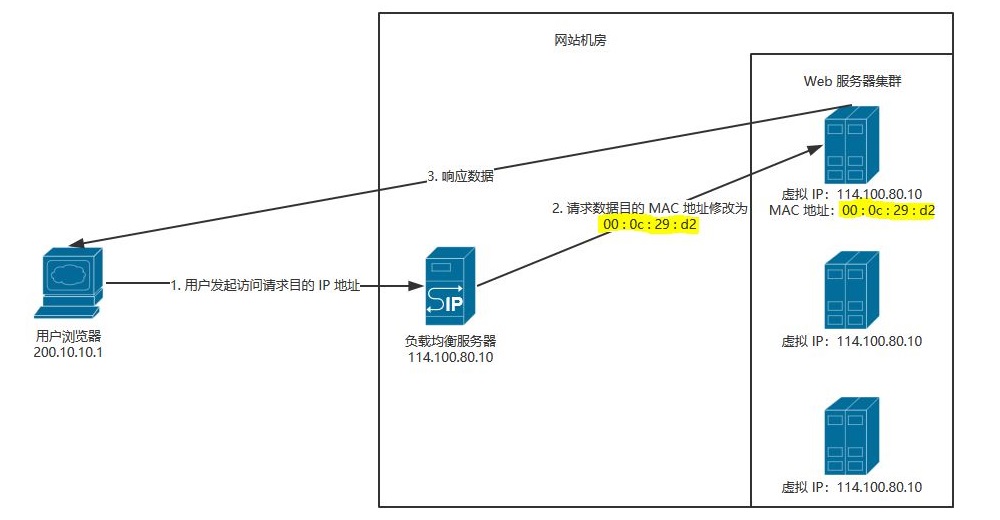 网站机房
Web 服务器集群
3. 响应数据
虚拟 IP：114.100.80.10
MAC 地址：00 : 0c : 29 : d2
2. 请求数据目的 MAC 地址修改为
00 : 0c : 29 : d2
1. 用户发起访问请求目的 IP 地址
SIP
用户浏览器
200.10.10.1
负载均衡服务器
114.100.80.10
虚拟 IP：114.100.80.10
虚拟 IP：114.100.80.10